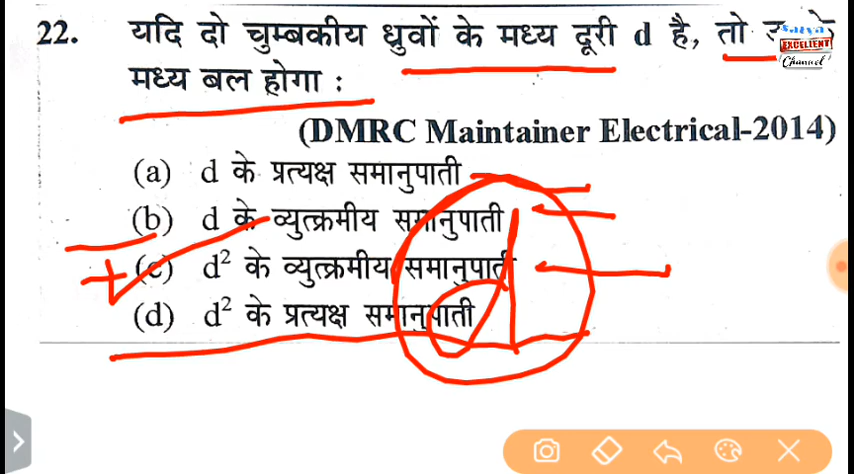 22. यदि दो चुम्बकीय ध्रुवों के मध्य दूरी d है, तो
मध्य बल होगा :
(DMRC Maintainer Electrical-2014)
(a) d के प्रत्यक्ष समानुपाती
(b) d के व्युत्क्रमीय समानुपाती
(c) d² के व्युत्क्रमीय समानुपाती
(d) d² के प्रत्यक्ष समानुपाती
EXCELLENT
Channel